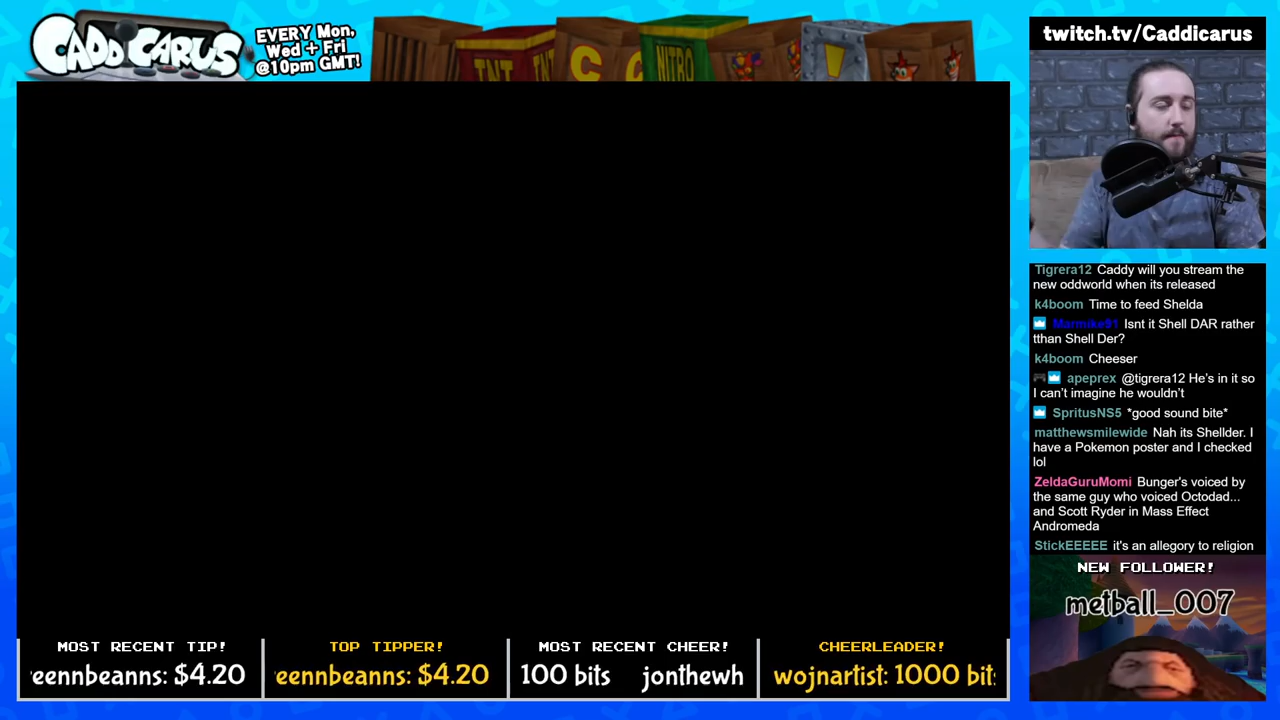 CADDICARUS
EVERY Mon,
Wed + Fri
@10pm GMT!
TNT
TNT
C
C
NITRO
twitch.tv/Caddicarus
Tigrera12 Caddy will you stream the
new oddworld when its released
k4boom Time to feed Shelda
Marmike91 Isnt it Shell DAR rather
tthan Shell Der?
k4boom Cheeser
apeprex @tigrera12 He's in it so
I can't imagine he wouldn't
SpritusNS5 *good sound bite*
matthewsmilewide Nah its Shellder. I
have a Pokemon poster and I checked
lol
ZeldaGuruMomi Bunger's voiced by
the same guy who voiced Octodad...
and Scott Ryder in Mass Effect
Andromeda
StickEEEEE it's an allegory to religion
NEW FOLLOWER!
metball_007
MOST RECENT TIP!
eennbeanns: $4.20
TOP TIPPER!
eennbeanns: $4.20
MOST RECENT CHEER!
100 bits jonthewh
CHEERLEADER!
wojnartist: 1000 bit